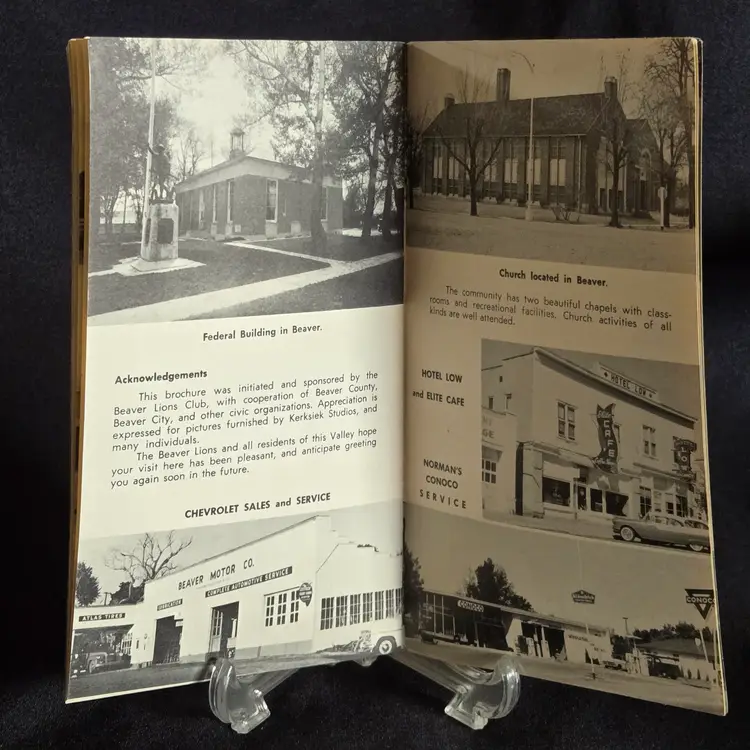 Federal Building in Beaver.
Acknowledgements
This brochure was initiated and sponsored by the
Beaver Lions Club, with cooperation of Beaver County,
Beaver City, and other civic organizations. Appreciation is
expressed for pictures furnished by Kerksiek Studios, and
many individuals.
The Beaver Lions and all residents of this Valley hope
your visit here has been pleasant, and anticipate greeting
you again soon in the future.
CHEVROLET SALES and SERVICE
BEAVER MOTOR CO.
COMPLETE AUTOMOTIVE SERVICE
LUBRICATION
ATLAS TIRES
Church located in Beaver.
The community has two beautiful chapels with class-
rooms and recreational facilities. Church activities of all
kinds are well attended.
HOTEL LOW
and ELITE CAFE
HOTEL LOW
CAFE
NORMAN'S
CONOCO
SERVICE
CONOCO
CONOCO